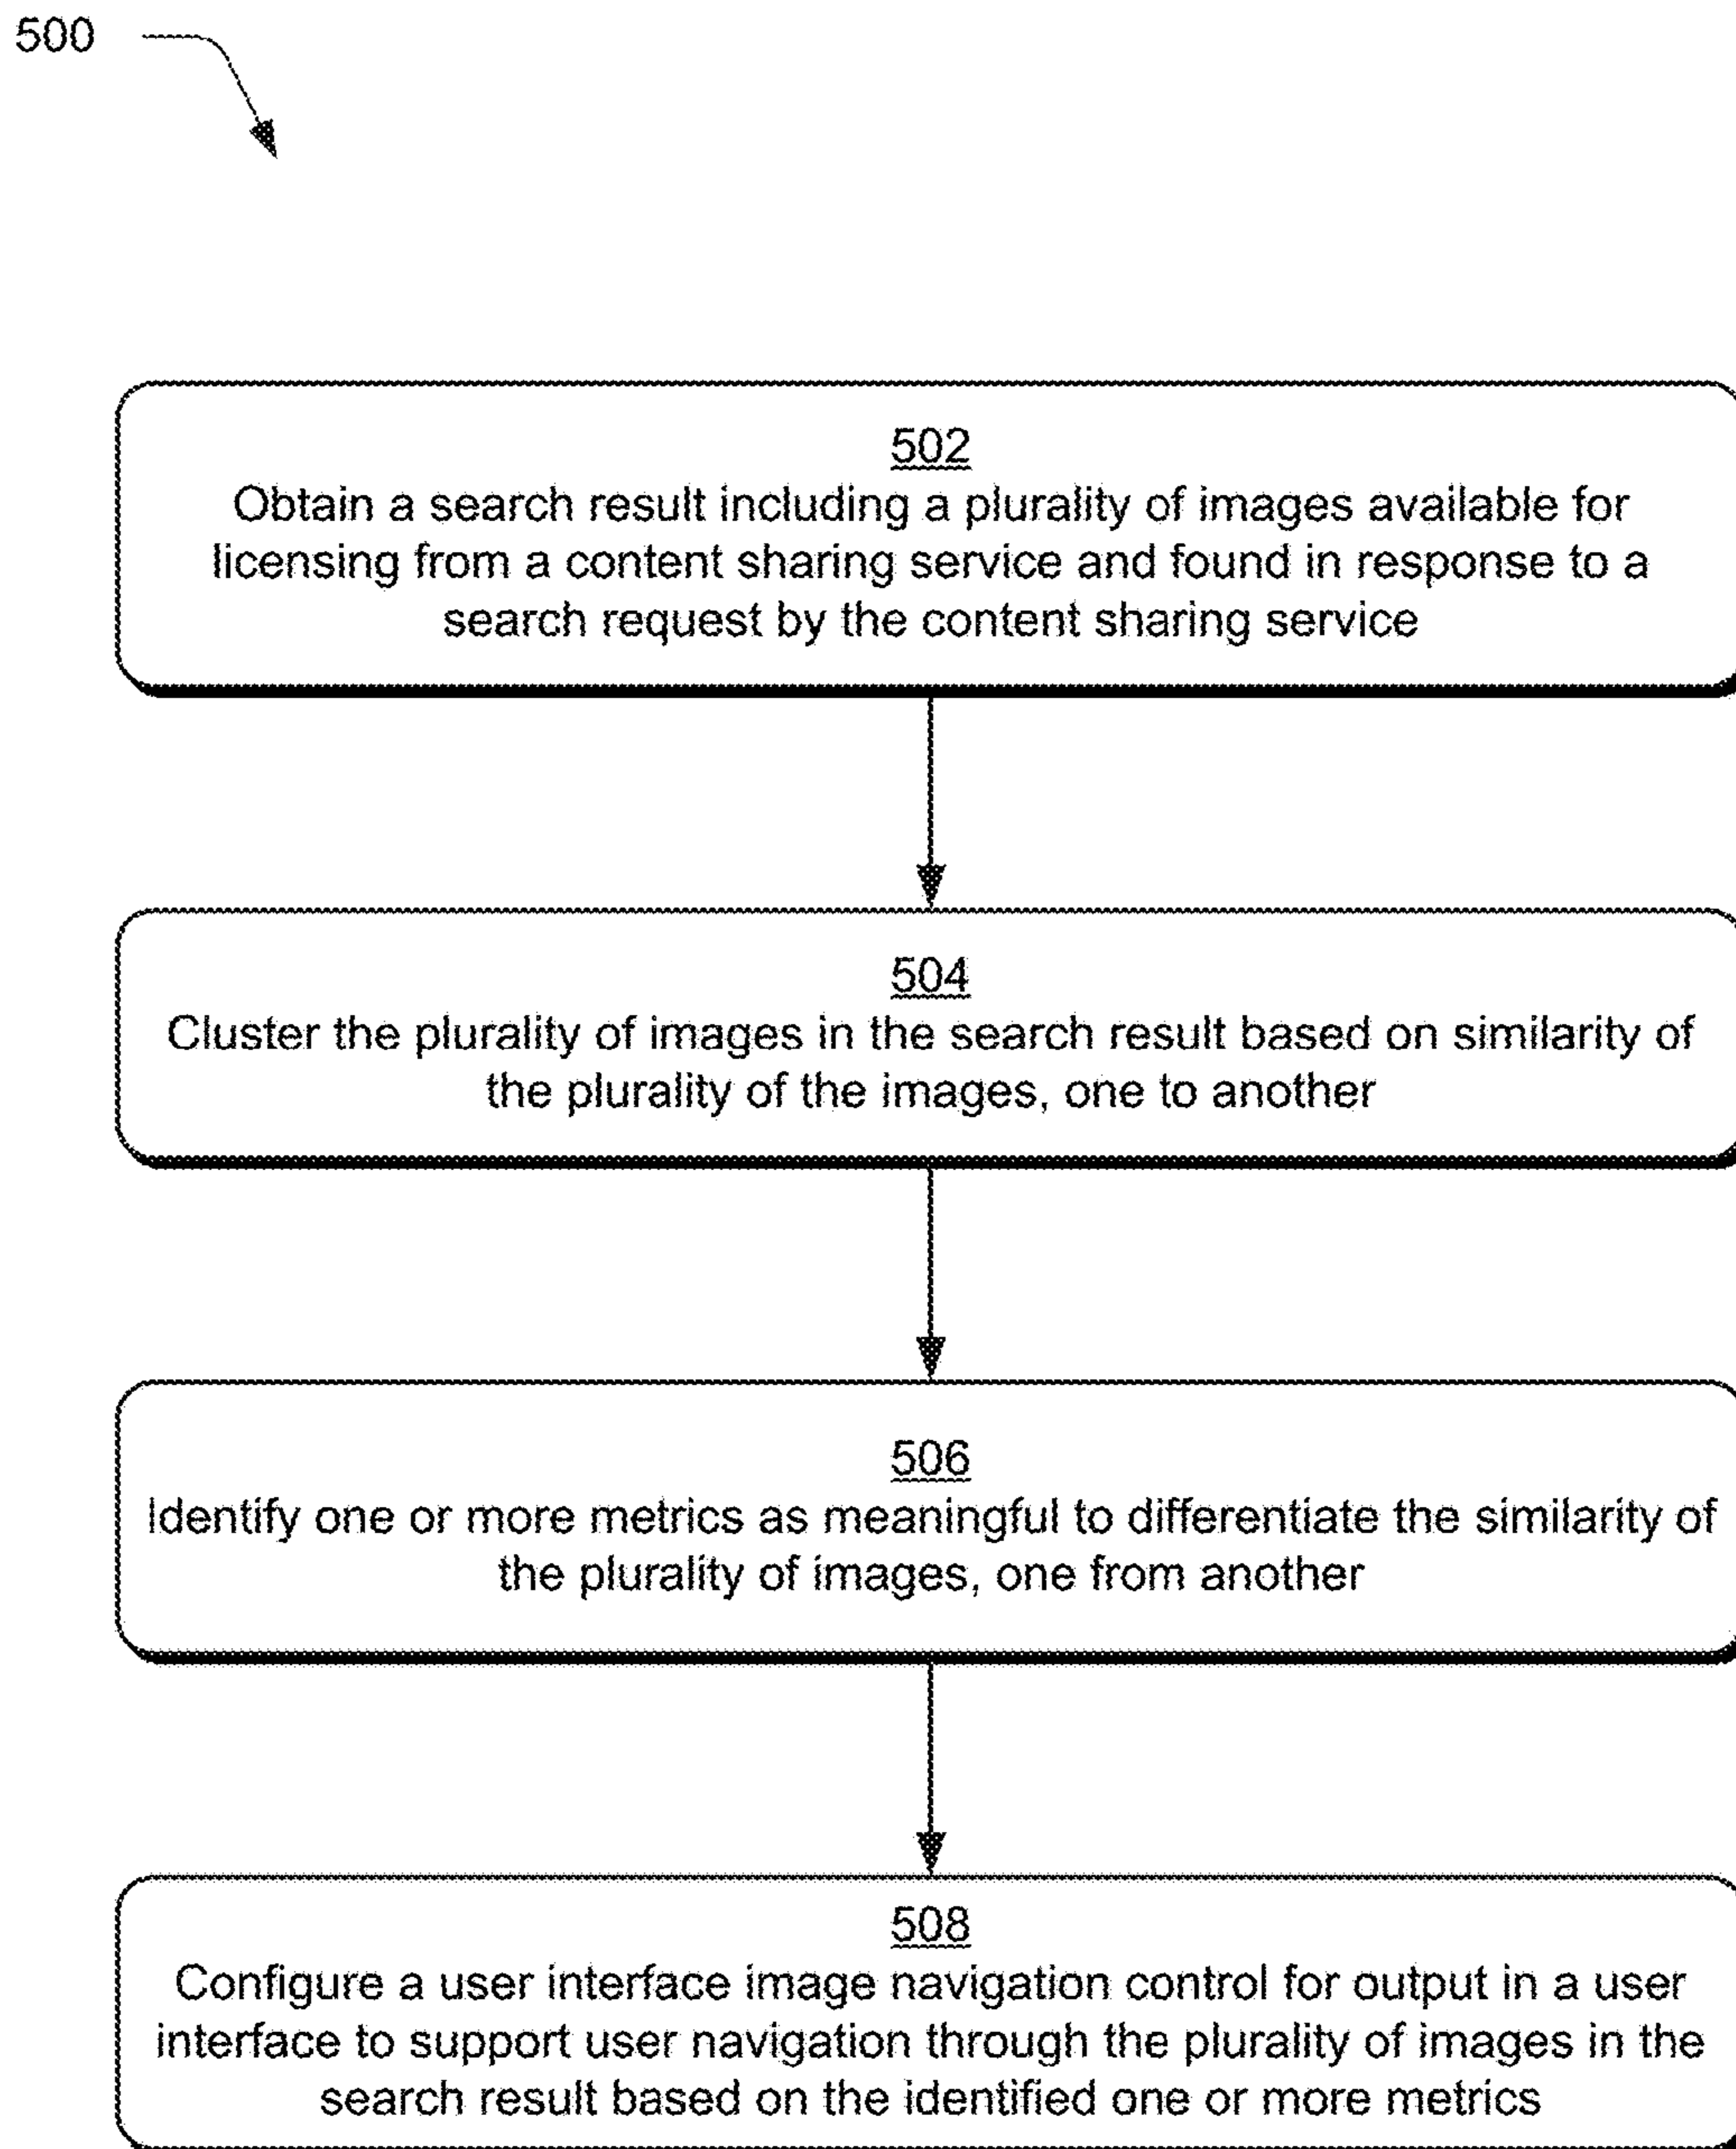 500
502
Obtain a search result including a plurality of images available for
licensing from a content sharing service and found in response to a
search request by the content sharing service
504
Cluster the plurality of images in the search result based on similarity of
the plurality of the images, one to another
506
Identify one or more metrics as meaningful to differentiate the similarity of
the plurality of images, one from another
508
Configure a user interface image navigation control for output in a user
interface to support user navigation through the plurality of images in the
search result based on the identified one or more metrics